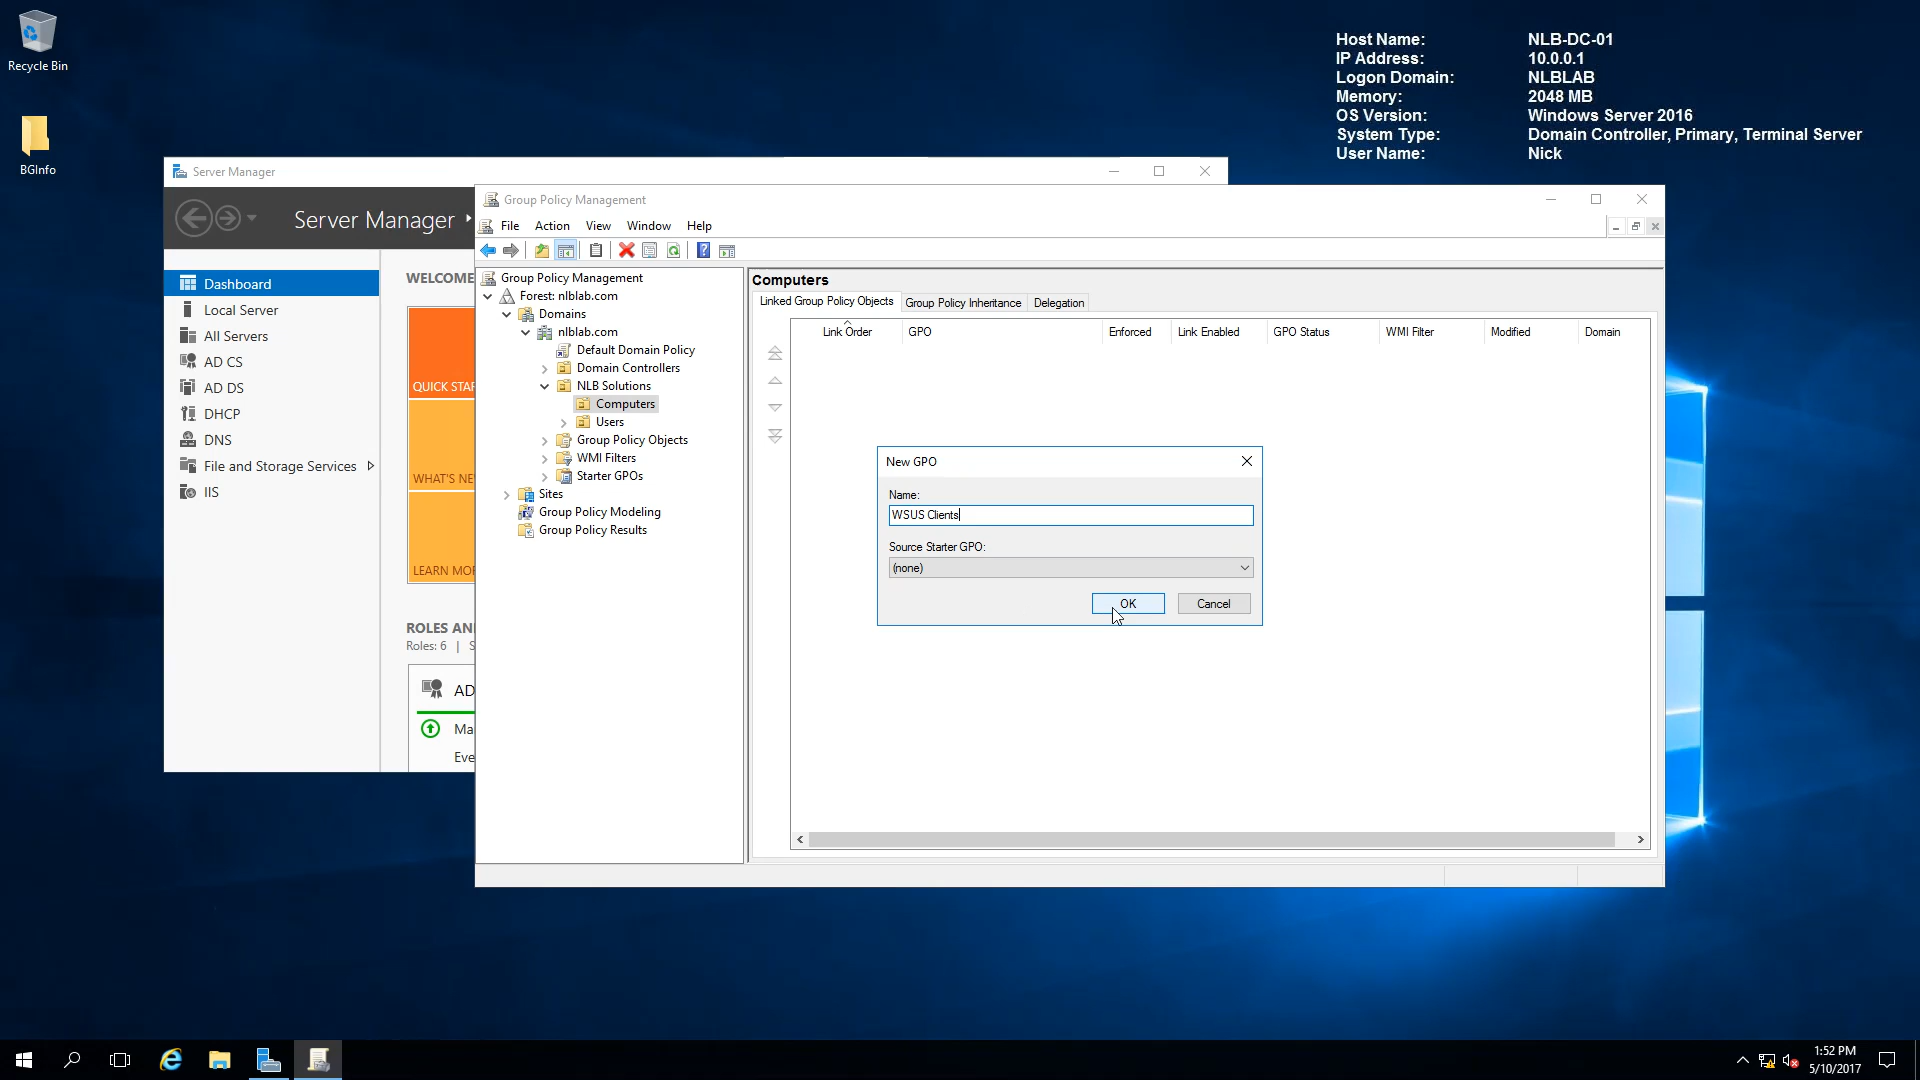 Recycle Bin
BGInfo
Host Name: NLB-DC-01
IP Address: 10.0.0.1
Logon Domain: NLBLAB
Memory: 2048 MB
OS Version: Windows Server 2016
System Type: Domain Controller, Primary, Terminal Server
User Name: Nick
Server Manager
Server Manager
Dashboard
Local Server
All Servers
AD CS
AD DS
DHCP
DNS
File and Storage Services
IIS
WELCOME
QUICK STAR
WHAT'S NE
LEARN MOR
ROLES AN
Roles: 6 | S
AD
Ma
Eve
Group Policy Management
File Action View Window Help
Group Policy Management
Forest: nlblab.com
Domains
nlblab.com
Default Domain Policy
Domain Controllers
NLB Solutions
Computers
Users
Group Policy Objects
WMI Filters
Starter GPOs
Sites
Group Policy Modeling
Group Policy Results
Computers
Linked Group Policy Objects Group Policy Inheritance Delegation
Link Order GPO Enforced Link Enabled GPO Status WMI Filter Modified Domain
New GPO
Name:
WSUS Clients
Source Starter GPO:
(none)
OK Cancel
1:52 PM
5/10/2017